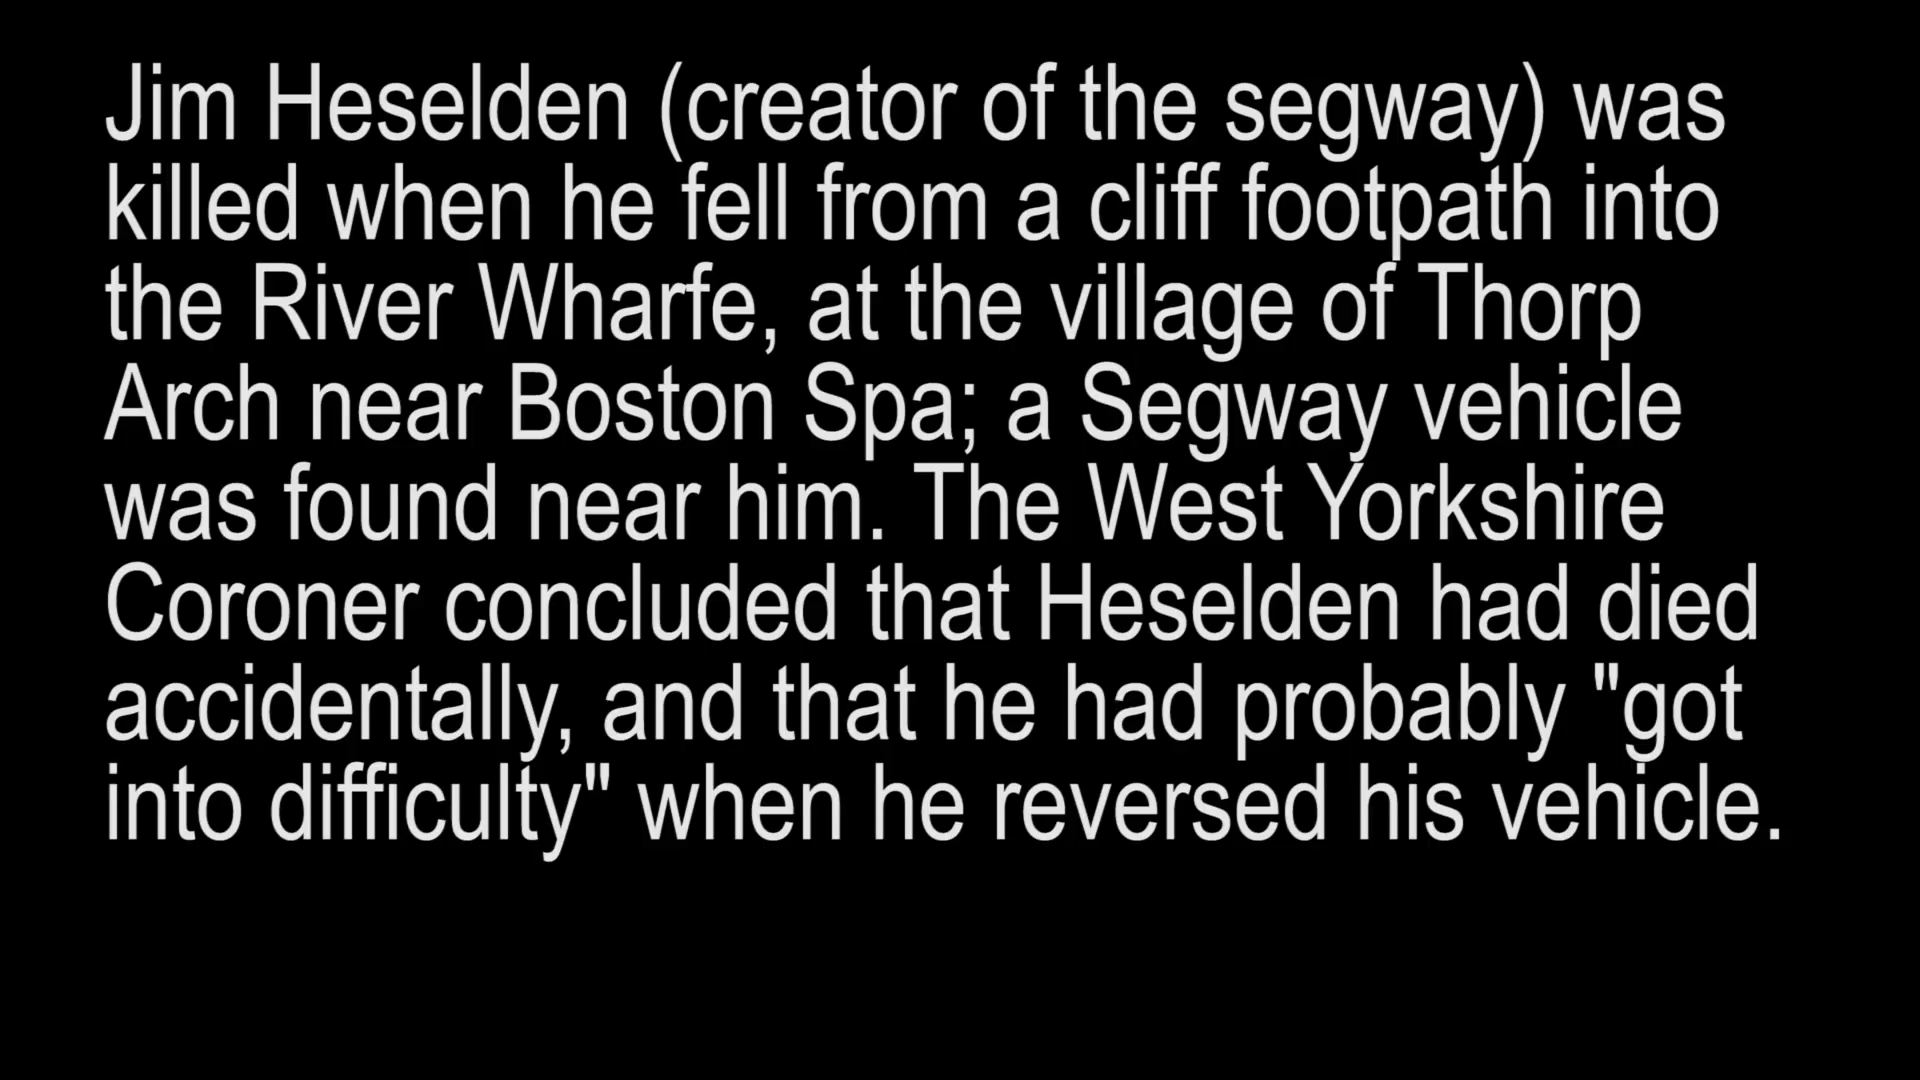 Jim Heselden (creator of the segway) was
killed when he fell from a cliff footpath into
the River Wharfe, at the village of Thorp
Arch near Boston Spa; a Segway vehicle
was found near him. The West Yorkshire
Coroner concluded that Heselden had died
accidentally, and that he had probably "got
into difficulty" when he reversed his vehicle.